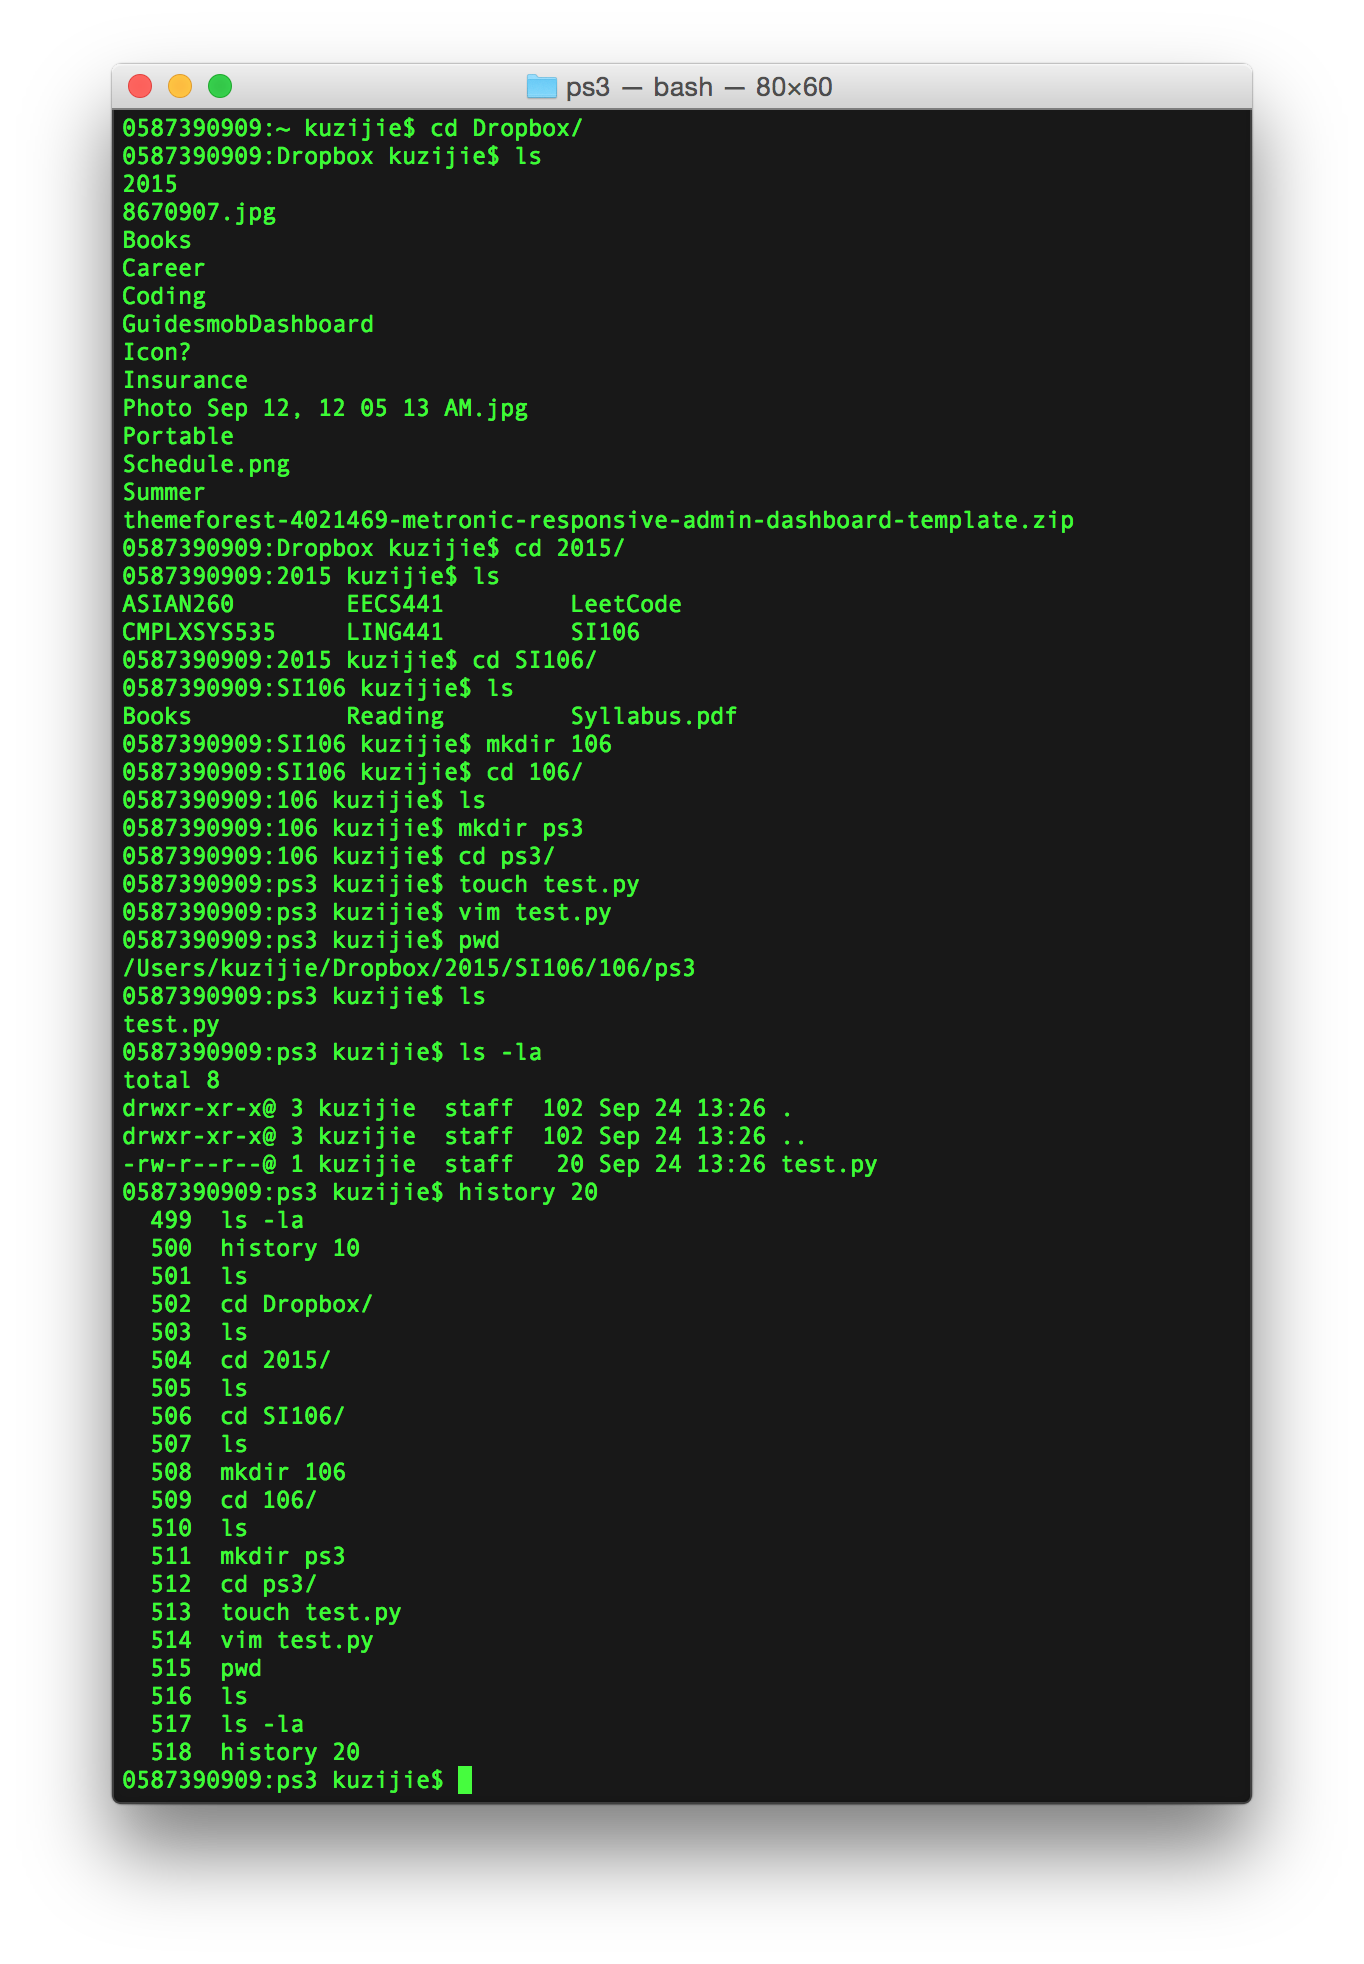 ps3 — bash — 80×60
0587390909:~ kuzijie$ cd Dropbox/
0587390909:Dropbox kuzijie$ ls
2015
8670907.jpg
Books
Career
Coding
GuidesmobDashboard
Icon?
Insurance
Photo Sep 12, 12 05 13 AM.jpg
Portable
Schedule.png
Summer
themeforest-4021469-metronic-responsive-admin-dashboard-template.zip
0587390909:Dropbox kuzijie$ cd 2015/
0587390909:2015 kuzijie$ ls
ASIAN260        EECS441         LeetCode
CMPLXSYS535     LING441         SI106
0587390909:2015 kuzijie$ cd SI106/
0587390909:SI106 kuzijie$ ls
Books           Reading         Syllabus.pdf
0587390909:SI106 kuzijie$ mkdir 106
0587390909:SI106 kuzijie$ cd 106/
0587390909:106 kuzijie$ ls
0587390909:106 kuzijie$ mkdir ps3
0587390909:106 kuzijie$ cd ps3/
0587390909:ps3 kuzijie$ touch test.py
0587390909:ps3 kuzijie$ vim test.py
0587390909:ps3 kuzijie$ pwd
/Users/kuzijie/Dropbox/2015/SI106/106/ps3
0587390909:ps3 kuzijie$ ls
test.py
0587390909:ps3 kuzijie$ ls -la
total 8
drwxr-xr-x@ 3 kuzijie  staff  102 Sep 24 13:26 .
drwxr-xr-x@ 3 kuzijie  staff  102 Sep 24 13:26 ..
-rw-r--r--@ 1 kuzijie  staff   20 Sep 24 13:26 test.py
0587390909:ps3 kuzijie$ history 20
  499  ls -la
  500  history 10
  501  ls
  502  cd Dropbox/
  503  ls
  504  cd 2015/
  505  ls
  506  cd SI106/
  507  ls
  508  mkdir 106
  509  cd 106/
  510  ls
  511  mkdir ps3
  512  cd ps3/
  513  touch test.py
  514  vim test.py
  515  pwd
  516  ls
  517  ls -la
  518  history 20
0587390909:ps3 kuzijie$